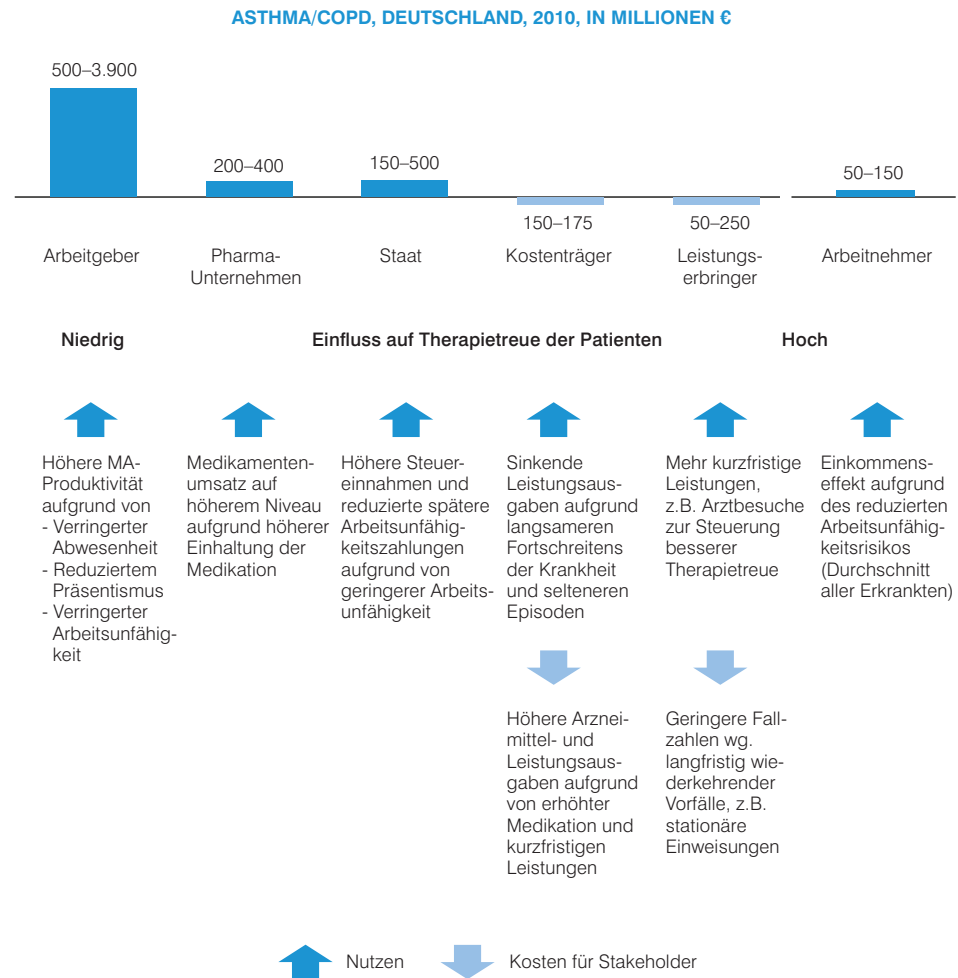 ASTHMA/COPD, DEUTSCHLAND, 2010, IN MILLIONEN €
500–3.900
200–400
150–500
150–175
50–250
50–150
Arbeitgeber
Pharma-
Unternehmen
Staat
Kostenträger
Leistungs-
erbringer
Arbeitnehmer
Niedrig
Einfluss auf Therapietreue der Patienten
Hoch
Höhere MA-
Produktivität
aufgrund von
- Verringerter
Abwesenheit
- Reduziertem
Präsentismus
- Verringerter
Arbeitsunfähig-
keit
Medikamenten-
umsatz auf
höherem Niveau
aufgrund höherer
Einhaltung der
Medikation
Höhere Steuer-
einnahmen und
reduzierte spätere
Arbeitsunfähig-
keitszahlungen
aufgrund von
geringerer Arbeits-
unfähigkeit
Sinkende
Leistungsaus-
gaben aufgrund
langsameren
Fortschreitens
der Krankheit
und selteneren
Episoden
Mehr kurzfristige
Leistungen,
z.B. Arztbesuche
zur Steuerung
besserer
Therapietreue
Einkommens-
effekt aufgrund
des reduzierten
Arbeitsunfähig-
keitsrisikos
(Durchschnitt
aller Erkrankten)
Höhere Arznei-
mittel- und
Leistungsaus-
gaben aufgrund
von erhöhter
Medikation und
kurzfristigen
Leistungen
Geringere Fall-
zahlen wg.
langfristig wie-
derkehrender
Vorfälle, z.B.
stationäre
Einweisungen
Nutzen
Kosten für Stakeholder